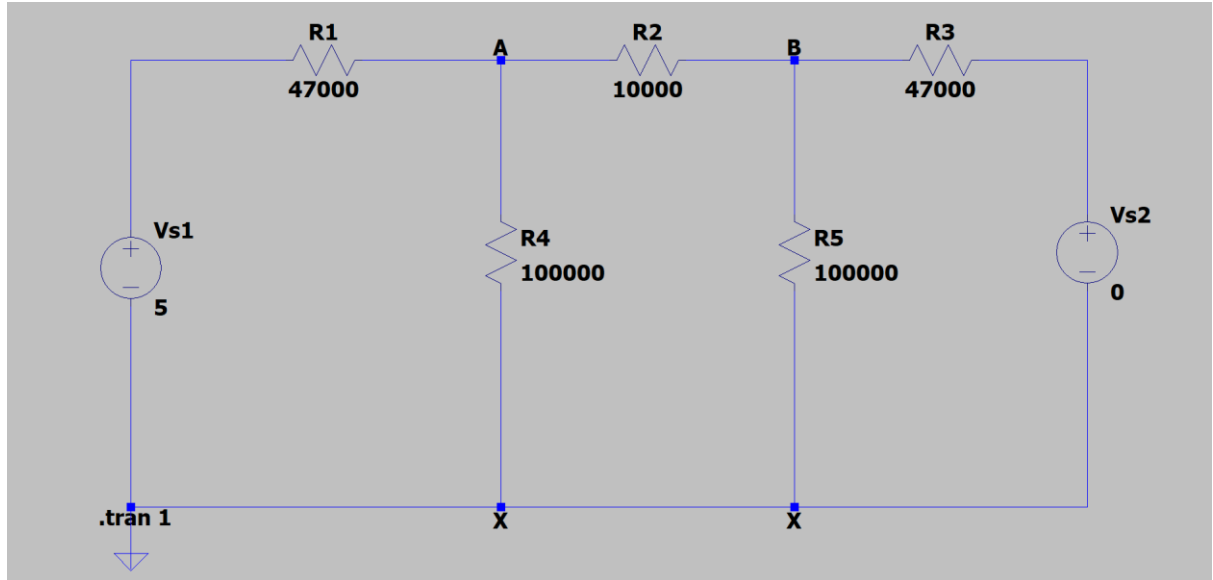 R1
47000
A
R2
10000
B
R3
47000
Vs1
+
−
5
R4
100000
R5
100000
Vs2
+
−
0
.tran 1
X
X